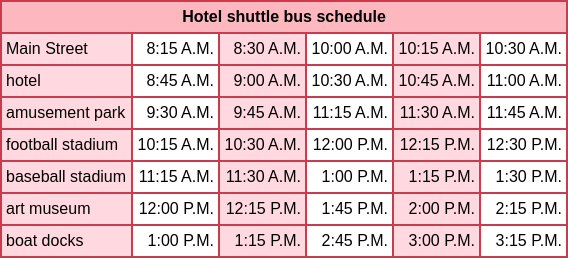 Hotel shuttle bus schedule
Main Street 8:15 A.M. 8:30 A.M. 10:00 A.M. 10:15 A.M. 10:30 A.M.
hotel 8:45 A.M. 9:00 A.M. 10:30 A.M. 10:45 A.M. 11:00 A.M.
amusement park 9:30 A.M. 9:45 A.M. 11:15 A.M. 11:30 A.M. 11:45 A.M.
football stadium 10:15 A.M. 10:30 A.M. 12:00 P.M. 12:15 P.M. 12:30 P.M.
baseball stadium 11:15 A.M. 11:30 A.M. 1:00 P.M. 1:15 P.M. 1:30 P.M.
art museum 12:00 P.M. 12:15 P.M. 1:45 P.M. 2:00 P.M. 2:15 P.M.
boat docks 1:00 P.M. 1:15 P.M. 2:45 P.M. 3:00 P.M. 3:15 P.M.